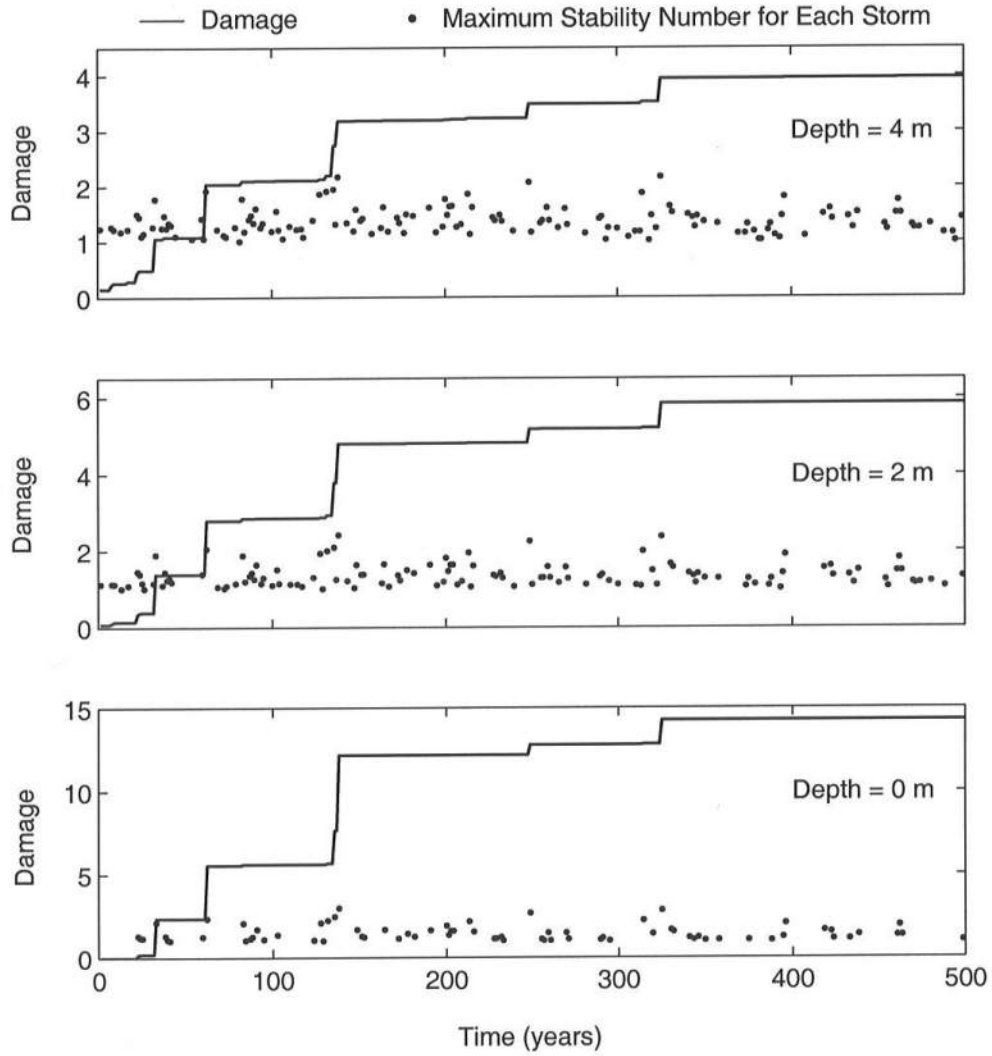 Damage
Maximum Stability Number for Each Storm
4
3
2
1
0
Damage
Depth = 4 m
6
4
2
0
Damage
Depth = 2 m
15
10
5
0
Damage
Depth = 0 m
0 100 200 300 400 500
Time (years)